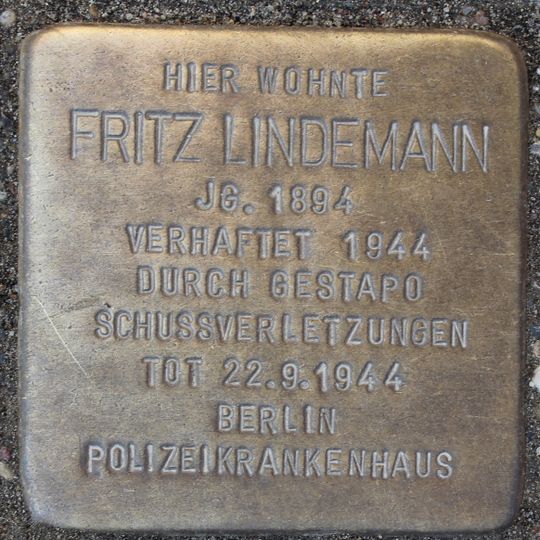 HIER WOHNTE
FRITZ LINDEMANN
JG. 1894
VERHAFTET 1944
DURCH GESTAPO
SCHUSSVERLETZUNGEN
TOT 22.9.1944
BERLIN
POLIZEIKRANKENHAUS